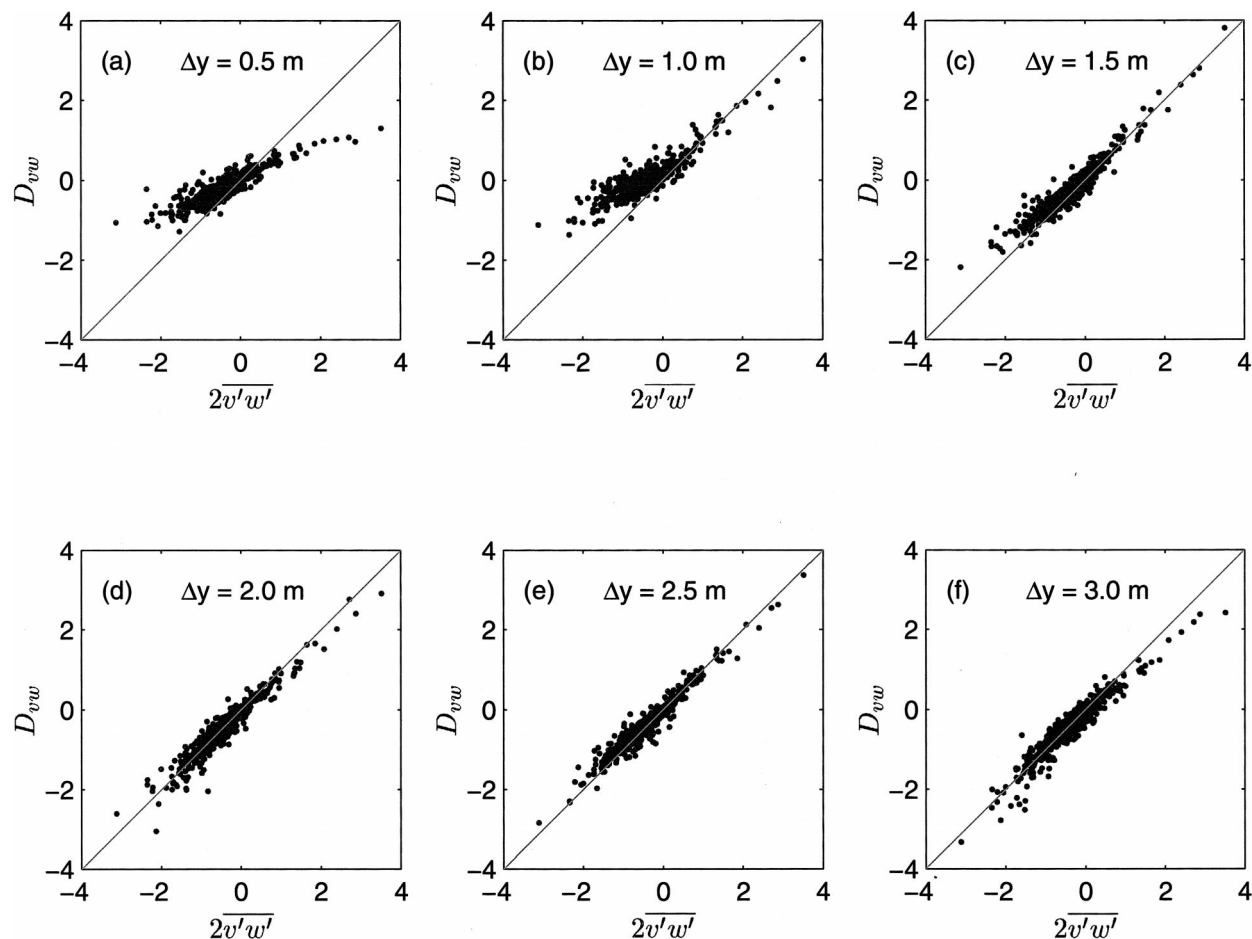 (a) Δy = 0.5 m
4
2
0
−2
−4
D_vw
−4 −2 0 2 4
2v′w′
(b) Δy = 1.0 m
4
2
0
−2
−4
D_vw
−4 −2 0 2 4
2v′w′
(c) Δy = 1.5 m
4
2
0
−2
−4
D_vw
−4 −2 0 2 4
2v′w′
(d) Δy = 2.0 m
4
2
0
−2
−4
D_vw
−4 −2 0 2 4
2v′w′
(e) Δy = 2.5 m
4
2
0
−2
−4
D_vw
−4 −2 0 2 4
2v′w′
(f) Δy = 3.0 m
4
2
0
−2
−4
D_vw
−4 −2 0 2 4
2v′w′